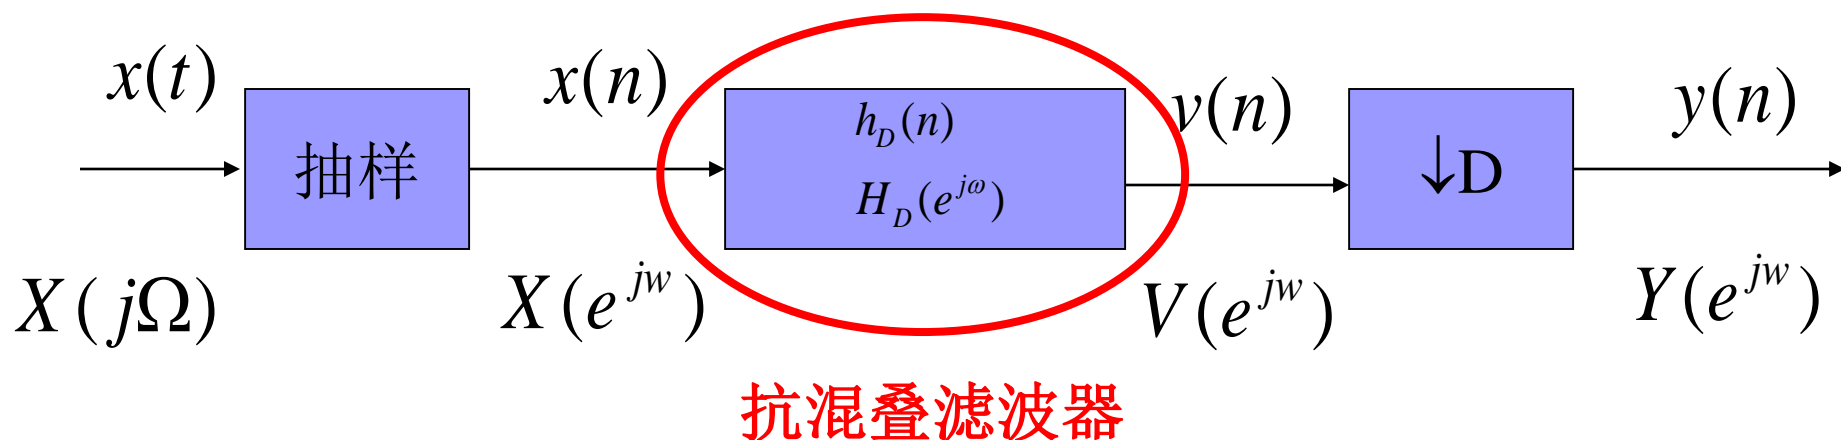 x(t)
抽样
x(n)
h_D(n)
H_D(e^{jω})
v(n)
↓D
y(n)
X(jΩ)
X(e^{jw})
V(e^{jw})
Y(e^{jw})
抗混叠滤波器